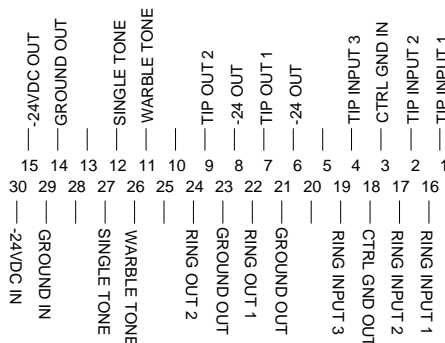 -24VDC OUT
GROUND OUT
SINGLE TONE
WARBLE TONE
TIP OUT 2
-24 OUT
TIP OUT 1
-24 OUT
TIP INPUT 3
CTRL GND IN
TIP INPUT 2
TIP INPUT 1
15 14 13 12 11 10 9 8 7 6 5 4 3 2 1
30 29 28 27 26 25 24 23 22 21 20 19 18 17 16
-24VDC IN
GROUND IN
SINGLE TONE
WARBLE TONE
RING OUT 2
GROUND OUT
RING OUT 1
GROUND OUT
RING INPUT 3
CTRL GND OUT
RING INPUT 2
RING INPUT 1